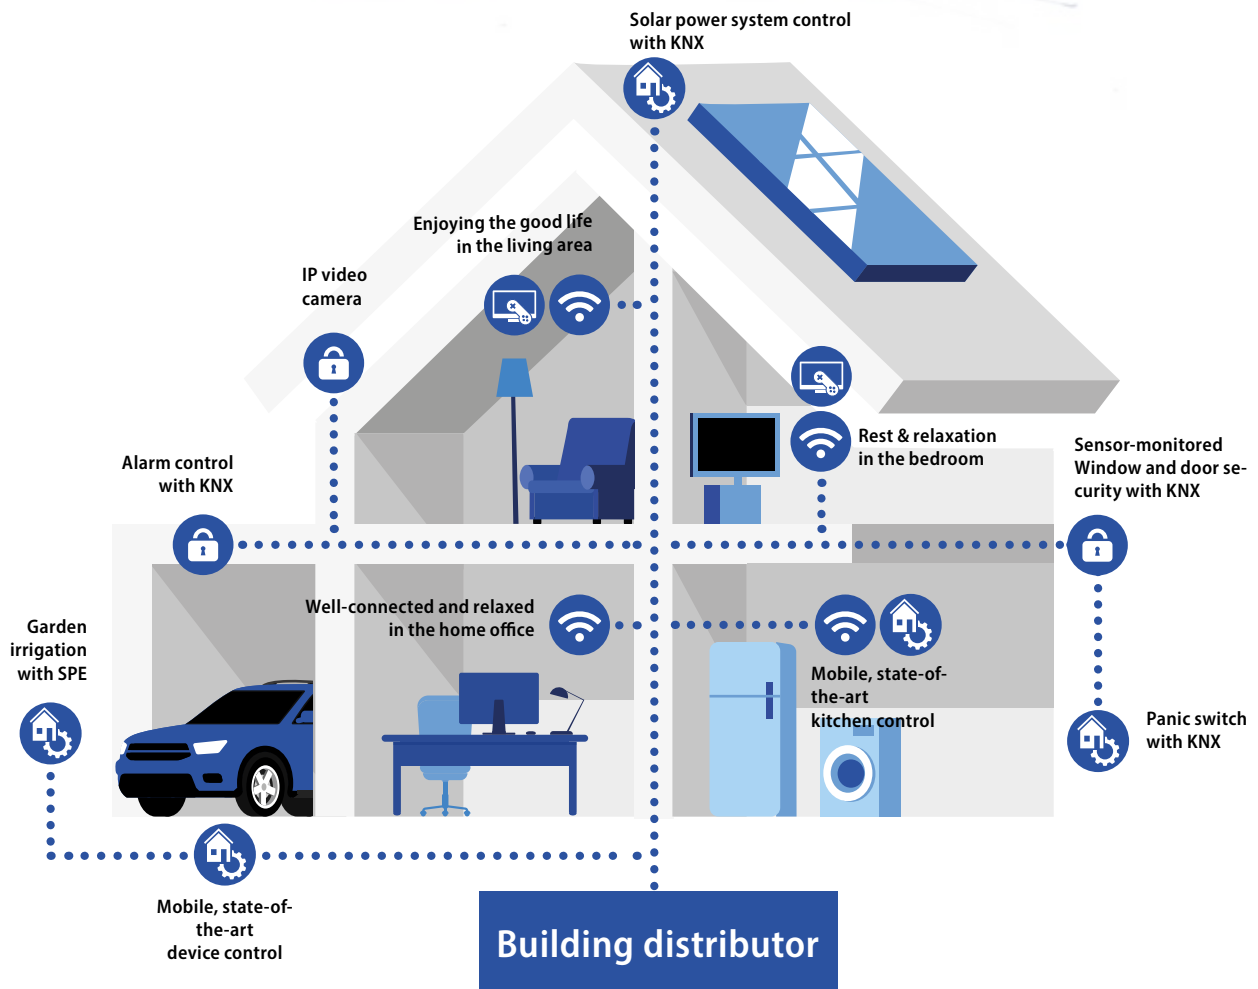 Solar power system control
with KNX
Enjoying the good life
in the living area
IP video
camera
Rest & relaxation
in the bedroom
Sensor-monitored
Window and door se-
curity with KNX
Alarm control
with KNX
Well-connected and relaxed
in the home office
Garden
irrigation
with SPE
Mobile, state-of-
the-art
kitchen control
Panic switch
with KNX
Mobile, state-of-
the-art
device control
Building distributor